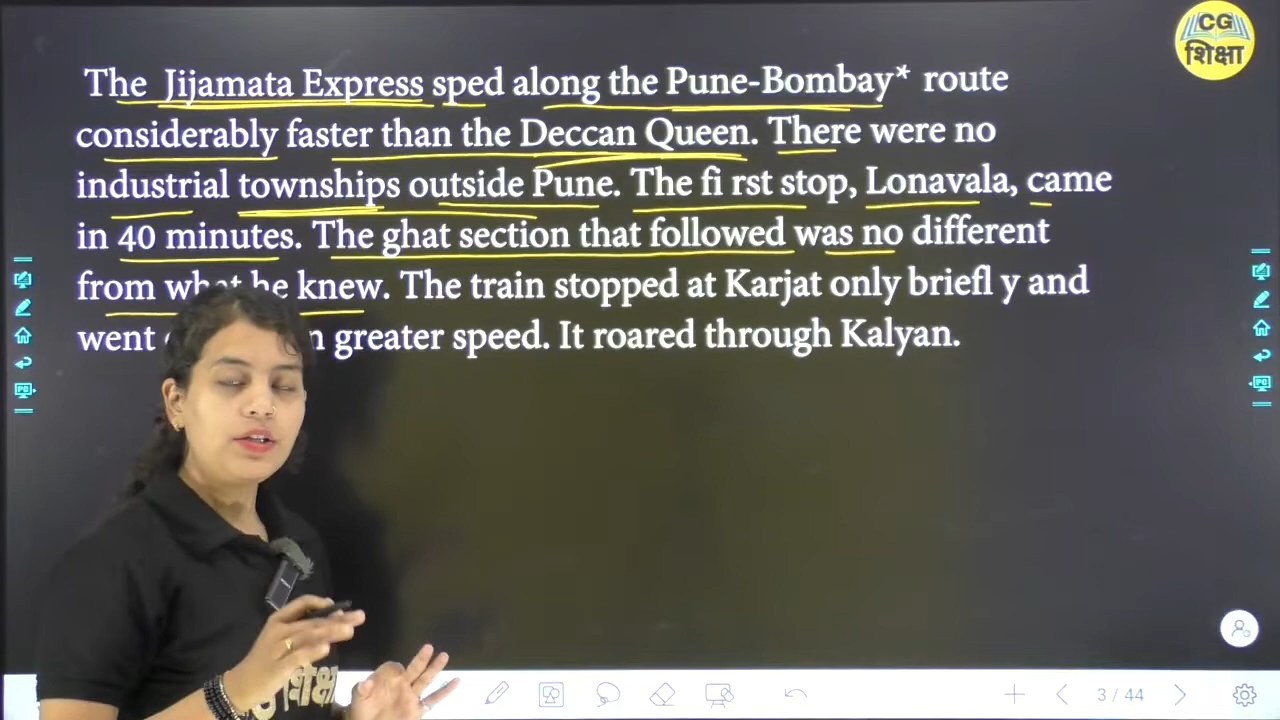 CG
शिक्षा
The Jijamata Express sped along the Pune-Bombay* route
considerably faster than the Deccan Queen. There were no
industrial townships outside Pune. The fi rst stop, Lonavala, came
in 40 minutes. The ghat section that followed was no different
from what he knew. The train stopped at Karjat only briefl y and
went greater speed. It roared through Kalyan.
शिक्षा
3 / 44